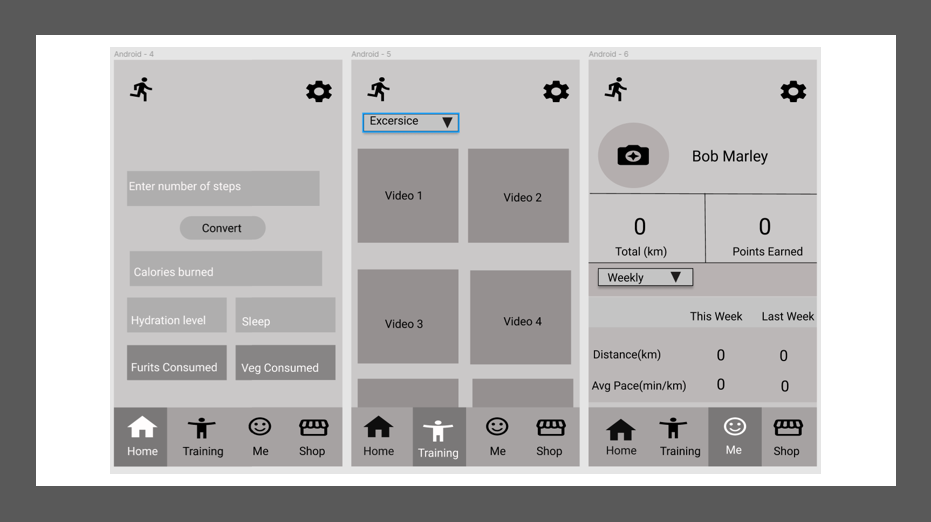 Android - 4
Enter number of steps
Convert
Calories burned
Hydration level
Sleep
Furits Consumed
Veg Consumed
Home
Training
Me
Shop
Android - 5
Excersice
Video 1
Video 2
Video 3
Video 4
Home
Training
Me
Shop
Android - 6
Bob Marley
0
0
Total (km)
Points Earned
Weekly
This Week Last Week
Distance(km) 0 0
Avg Pace(min/km) 0 0
Home
Training
Me
Shop